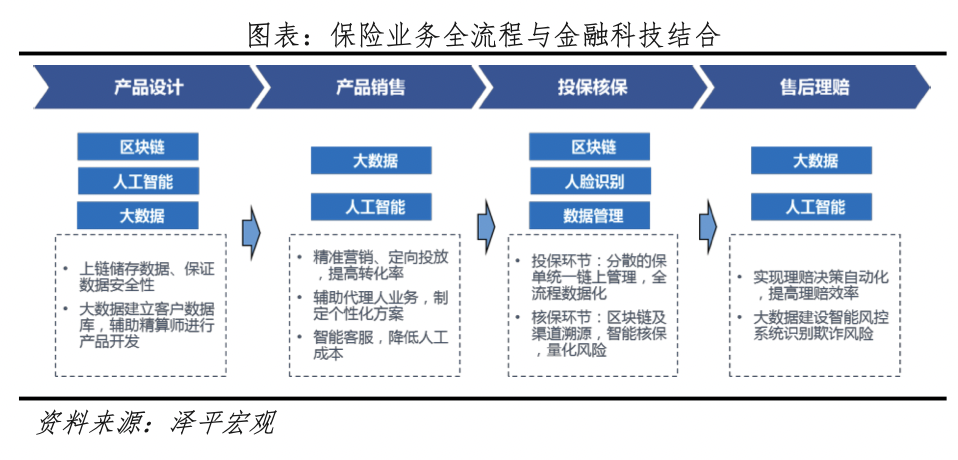 图表：保险业务全流程与金融科技结合
产品设计
产品销售
投保核保
售后理赔
区块链
人工智能
大数据
• 上链储存数据、保证
数据安全性
• 大数据建立客户数据
库，辅助精算师进行
产品开发
大数据
人工智能
• 精准营销、定向投放
，提高转化率
• 辅助代理人业务，制
定个性化方案
• 智能客服，降低人工
成本
区块链
人脸识别
数据管理
• 投保环节：分散的保
单统一链上管理，全
流程数据化
• 核保环节：区块链及
渠道溯源，智能核保
，量化风险
大数据
人工智能
• 实现理赔决策自动化
，提高理赔效率
• 大数据建设智能风控
系统识别欺诈风险
资料来源：泽平宏观